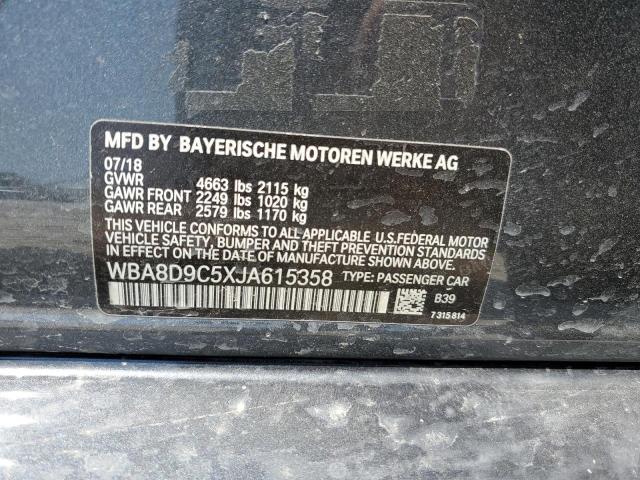 MFD BY BAYERISCHE MOTOREN WERKE AG
07/18
GVWR 4663 lbs 2115 kg
GAWR FRONT 2249 lbs 1020 kg
GAWR REAR 2579 lbs 1170 kg
THIS VEHICLE CONFORMS TO ALL APPLICABLE U.S.FEDERAL MOTOR
VEHICLE SAFETY, BUMPER AND THEFT PREVENTION STANDARDS
IN EFFECT ON THE DATE OF MANUFACTURE SHOWN ABOVE.
WBA8D9C5XJA615358 TYPE: PASSENGER CAR
B39
7315814